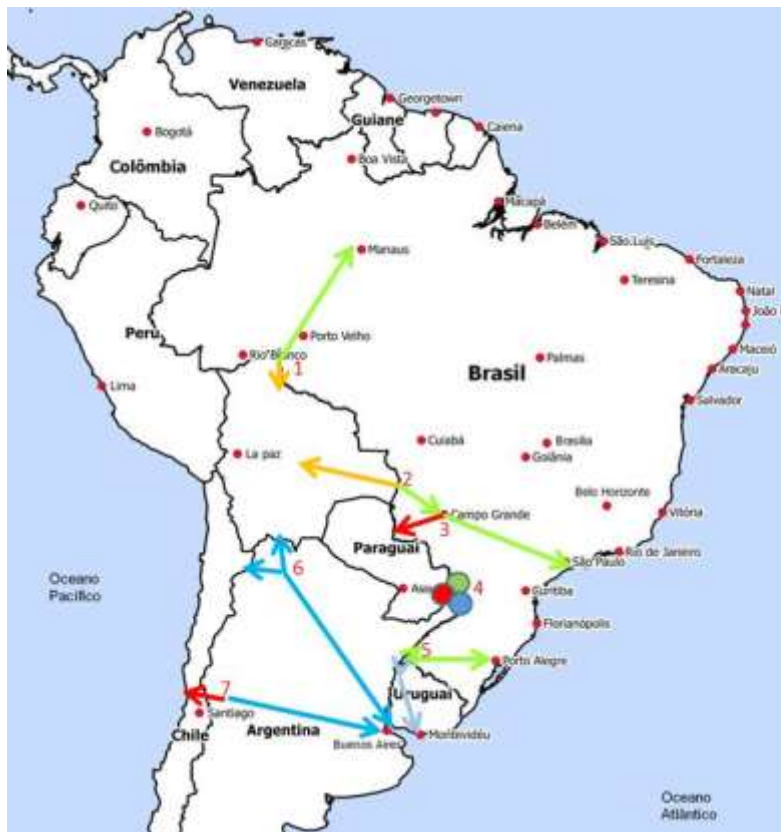 Caracas
Venezuela
Georgetown
Guiane
Caiena
Bogotá
Colômbia
Boa Vista
Macapá
Quito
Belém
São Luís
Manaus
Fortaleza
Teresina
Natal
João
Peru
Porto Velho
Rio Branco
Maceió
1
Palmas
Brasil
Aracaju
Lima
Salvador
Cuiabá
Brasília
La paz
Goiânia
2
Belo Horizonte
Campo Grande
Vitória
3
Paraguai
Rio de Janeiro
São Paulo
6
Oceano
Pacífico
4
Curitiba
Florianópolis
5
Porto Alegre
7
Uruguai
Santiago
Chile
Argentina
Buenos Aires
Montevidéu
Oceano
Atlântico